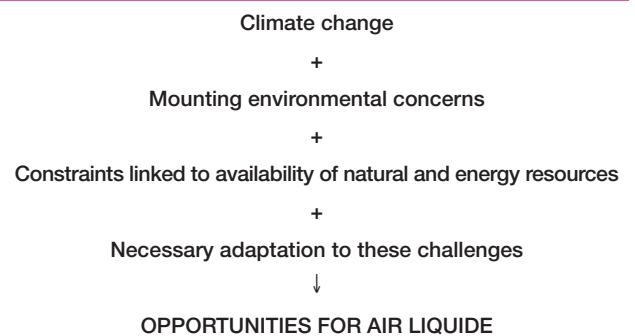 Climate change
+
Mounting environmental concerns
+
Constraints linked to availability of natural and energy resources
+
Necessary adaptation to these challenges
↓
OPPORTUNITIES FOR AIR LIQUIDE